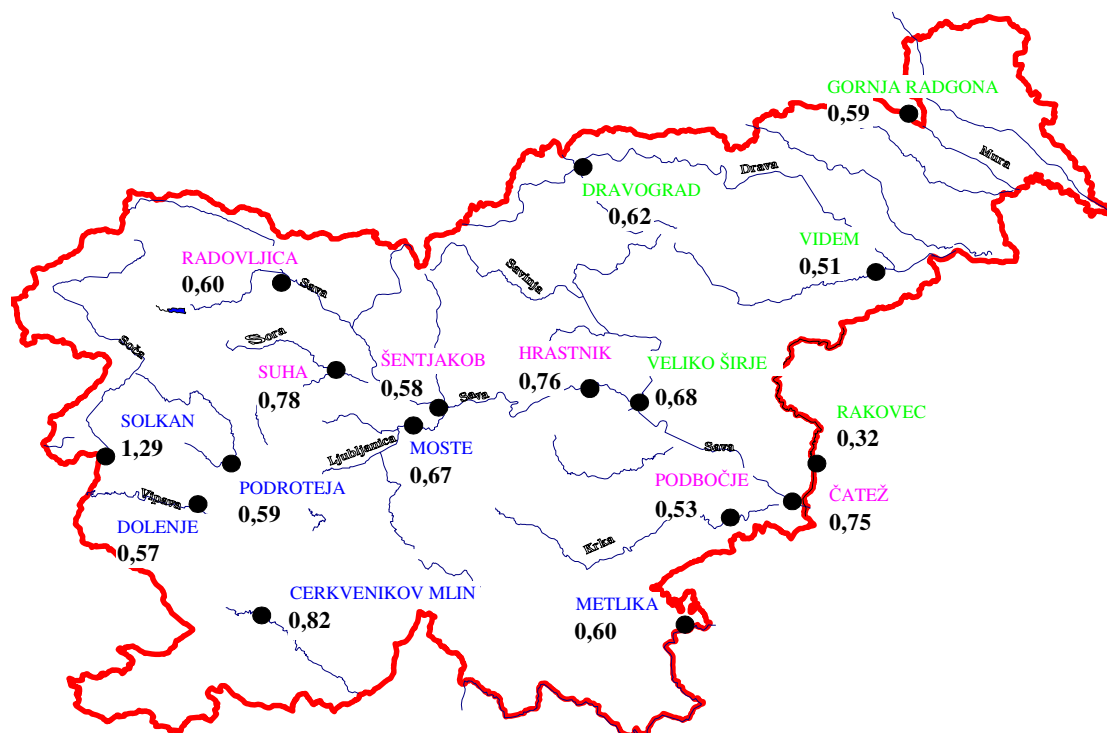 GORNJA RADGONA
0,59
Mura
Drava
DRAVOGRAD
0,62
VIDEM
0,51
RADOVLJICA
0,60
Sava
Savinja
Sora
Soča
SUHA
0,78
ŠENTJAKOB
0,58
HRASTNIK
0,76
VELIKO ŠIRJE
0,68
Sava
SOLKAN
1,29
Ljubljanica
MOSTE
0,67
Sava
RAKOVEC
0,32
PODROTEJA
0,59
PODBOČJE
0,53
ČATEŽ
0,75
Vipava
DOLENJE
0,57
Krka
CERKVENIKOV MLIN
0,82
METLIKA
0,60